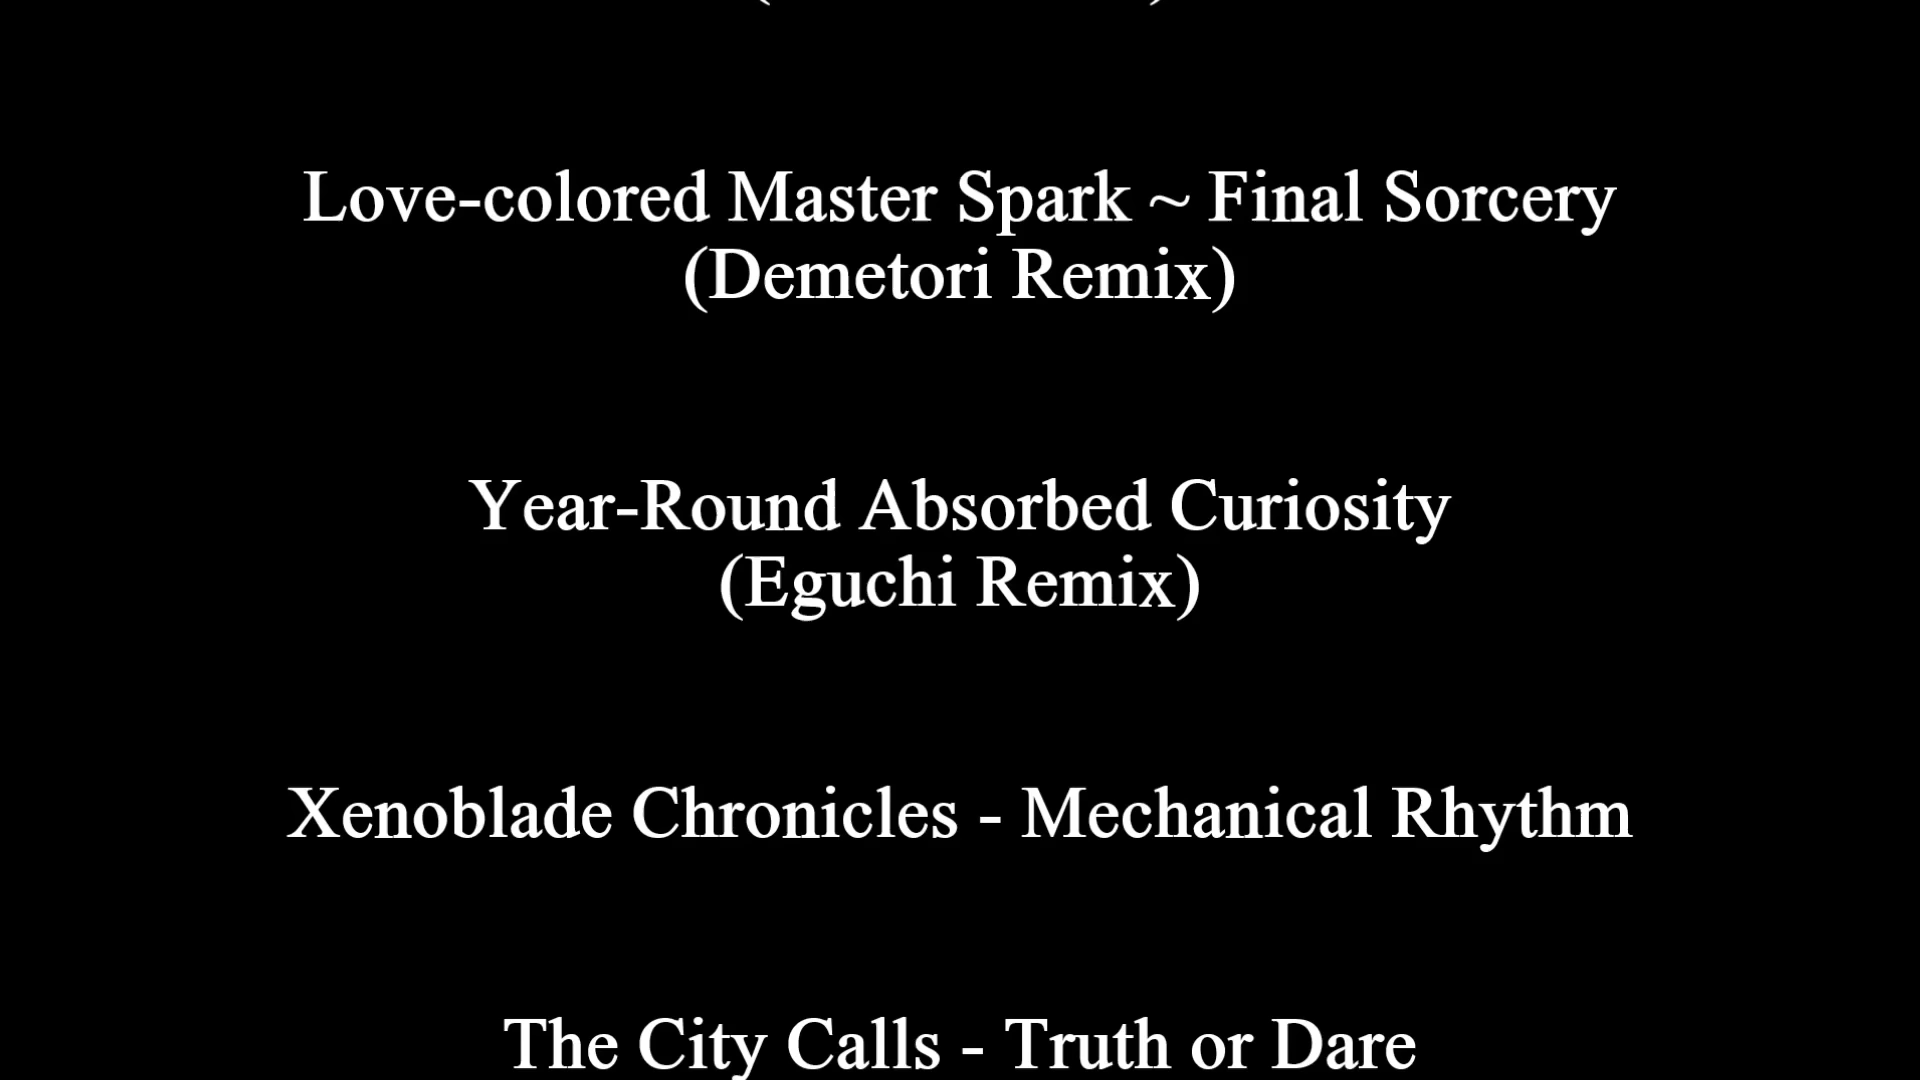 Love-colored Master Spark ~ Final Sorcery
(Demetori Remix)
Year-Round Absorbed Curiosity
(Eguchi Remix)
Xenoblade Chronicles - Mechanical Rhythm
The City Calls - Truth or Dare